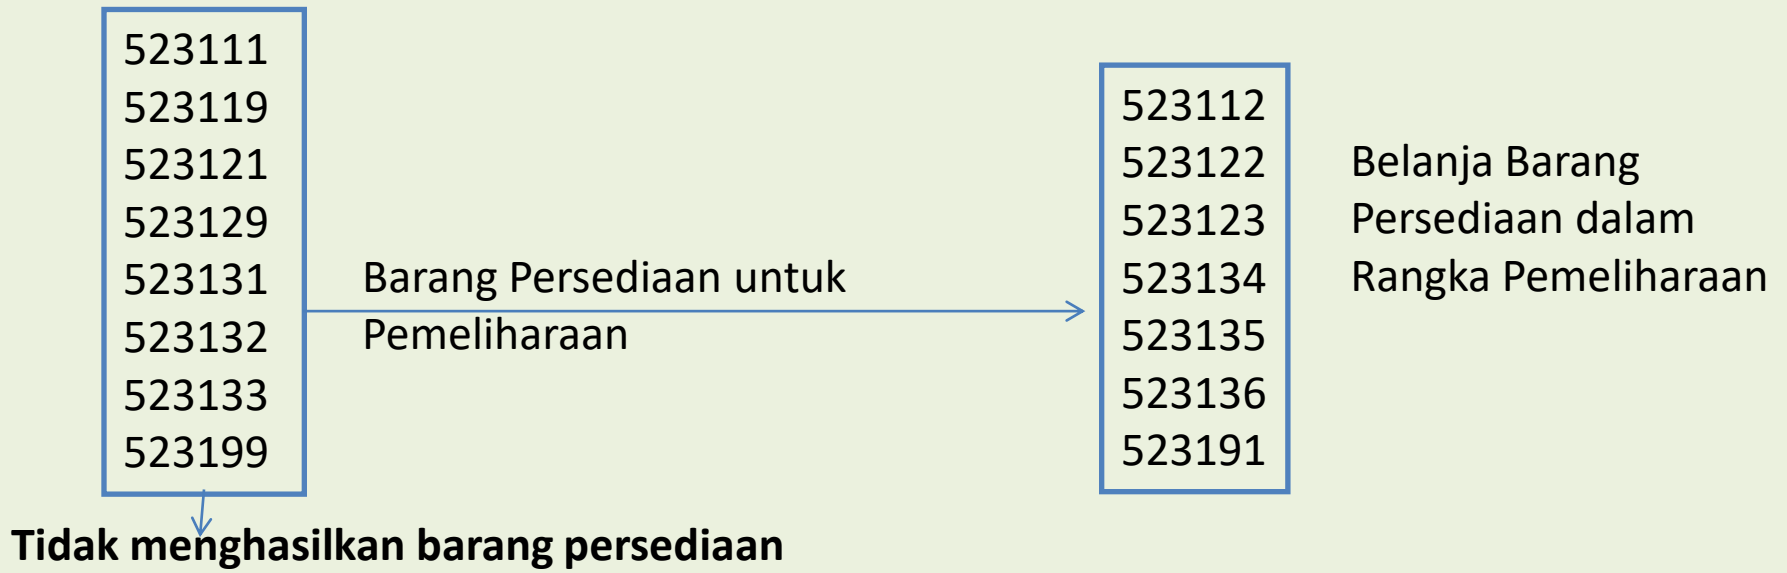 523111
523119
523121
523129
523131
523132
523133
523199
Barang Persediaan untuk
Pemeliharaan
523112
523122
523123
523134
523135
523136
523191
Belanja Barang
Persediaan dalam
Rangka Pemeliharaan
Tidak menghasilkan barang persediaan